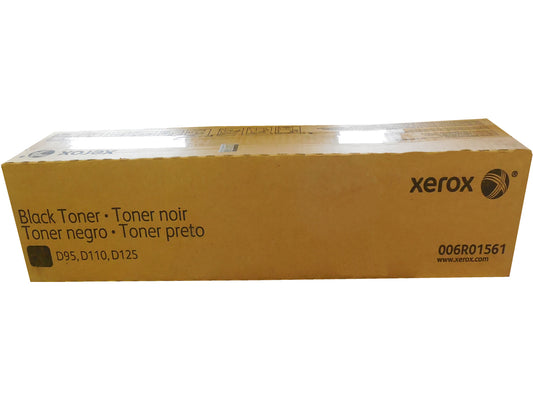 xerox ®
Black Toner • Toner noir
Toner negro • Toner preto
D95, D110, D125
006R01561
www.xerox.com